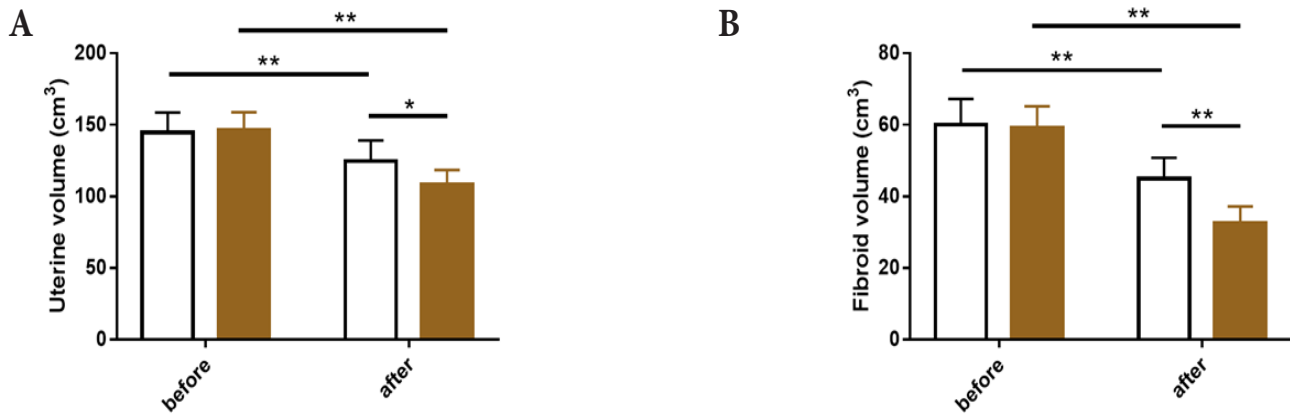 A
Uterine volume (cm³)
200
150
100
50
0
**
**
*
before
after
B
Fibroid volume (cm³)
80
60
40
20
0
**
**
**
before
after